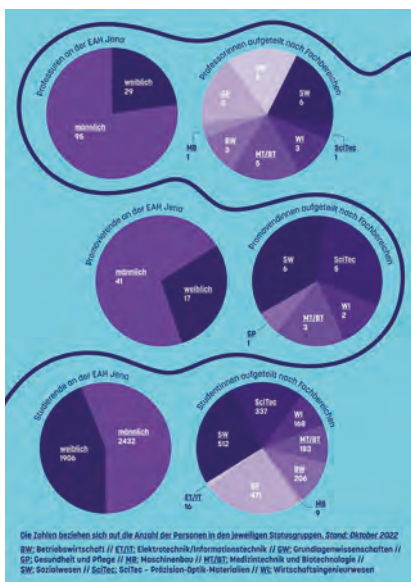 Professuren an der EAH Jena
Professorinnen aufgeteilt nach Fachbereichen
weiblich
29
männlich
95
GP
SW
6
WI
3
SciTec
1
MT/BT
5
BW
3
MB
1
Promovierende an der EAH Jena
Promovendinnen aufgeteilt nach Fachbereichen
männlich
41
weiblich
17
SW
6
SciTec
5
WI
2
MT/BT
3
GP
1
Studierende an der EAH Jena
Studentinnen aufgeteilt nach Fachbereichen
männlich
2432
weiblich
1906
SciTec
337
WI
168
MT/BT
183
BW
206
MB
9
GP
471
ET/IT
16
SW
512
Die Zahlen beziehen sich auf die Anzahl der Personen in den jeweiligen Statusgruppen. Stand: Oktober 2022
BW: Betriebswirtschaft // ET/IT: Elektrotechnik/Informationstechnik // GW: Grundlagenwissenschaften //
GP: Gesundheit und Pflege // MB: Maschinenbau // MT/BT: Medizintechnik und Biotechnologie //
SW: Sozialwesen // SciTec: SciTec – Präzision-Optik-Materialien // WI: Wirtschaftsingenieurwesen